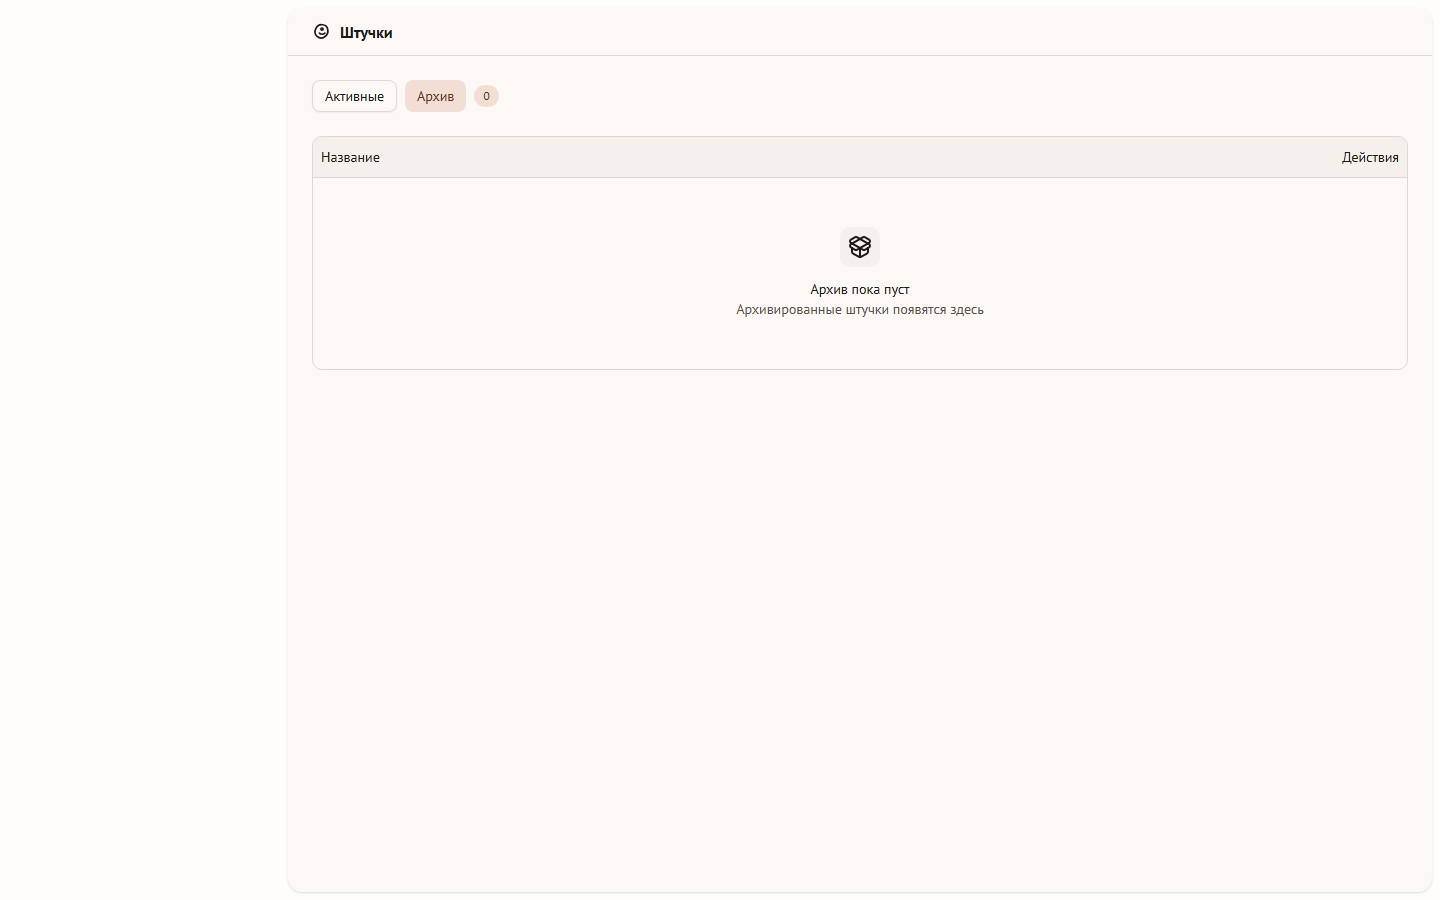 Штучки
Активные Архив 0
Название Действия
Архив пока пуст
Архивированные штучки появятся здесь